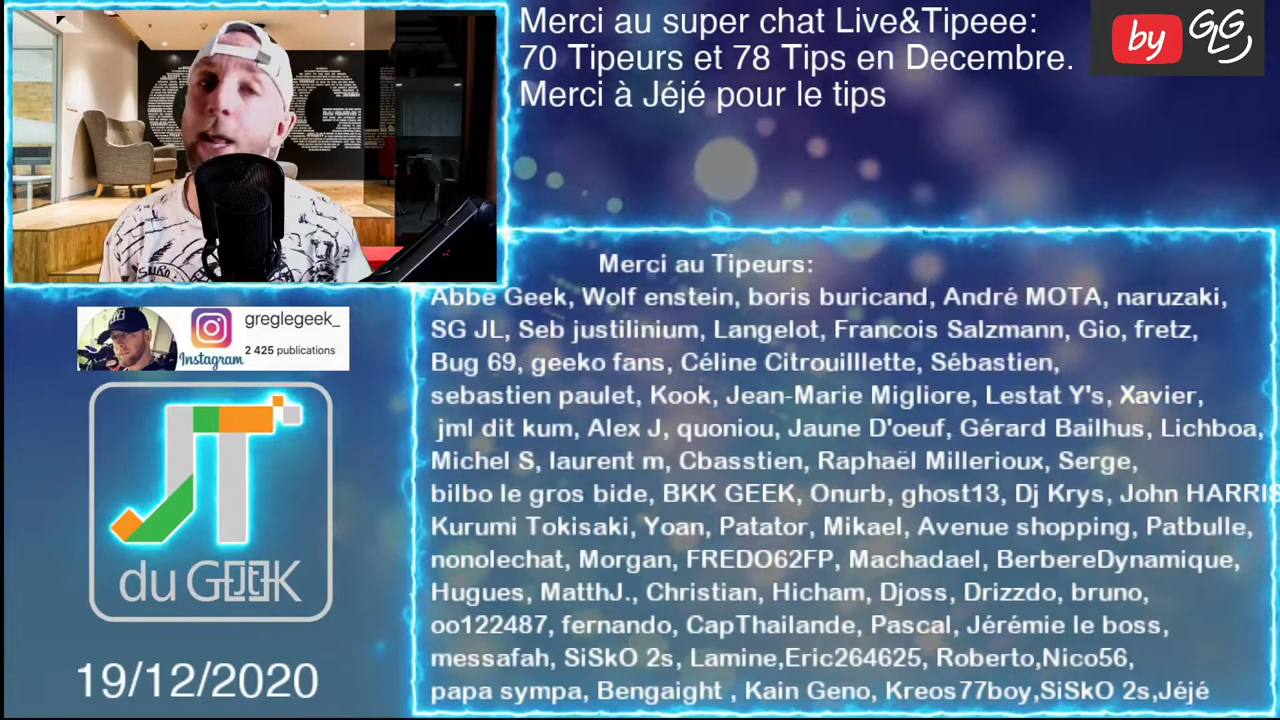 Merci au super chat Live&Tipeee:
70 Tipeurs et 78 Tips en Decembre.
Merci à Jéjé pour le tips
by GLG
Merci au Tipeurs:
Abbé Geek, Wolf enstein, boris buricand, André MOTA, naruzaki,
SG JL, Seb justilinium, Langelot, Francois Salzmann, Gio, fretz,
Bug 69, geeko fans, Céline Citrouilllette, Sébastien,
sebastien paulet, Kook, Jean-Marie Migliore, Lestat Y's, Xavier,
jml dit kum, Alex J, quoniou, Jaune D'oeuf, Gérard Bailhus, Lichboa,
Michel S, laurent m, Cbasstien, Raphaël Millerioux, Serge,
bilbo le gros bide, BKK GEEK, Onurb, ghost13, Dj Krys, John HARRIS
Kurumi Tokisaki, Yoan, Patator, Mikael, Avenue shopping, Patbulle,
nonolechat, Morgan, FREDO62FP, Machadael, BerbereDynamique,
Hugues, MatthJ., Christian, Hicham, Djoss, Drizzdo, bruno,
oo122487, fernando, CapThailande, Pascal, Jérémie le boss,
messafah, SiSkO 2s, Lamine,Eric264625, Roberto,Nico56,
papa sympa, Bengaight , Kain Geno, Kreos77boy,SiSkO 2s,Jéjé
greglegeek_
Instagram
2 425 publications
JT
du GEEK
19/12/2020